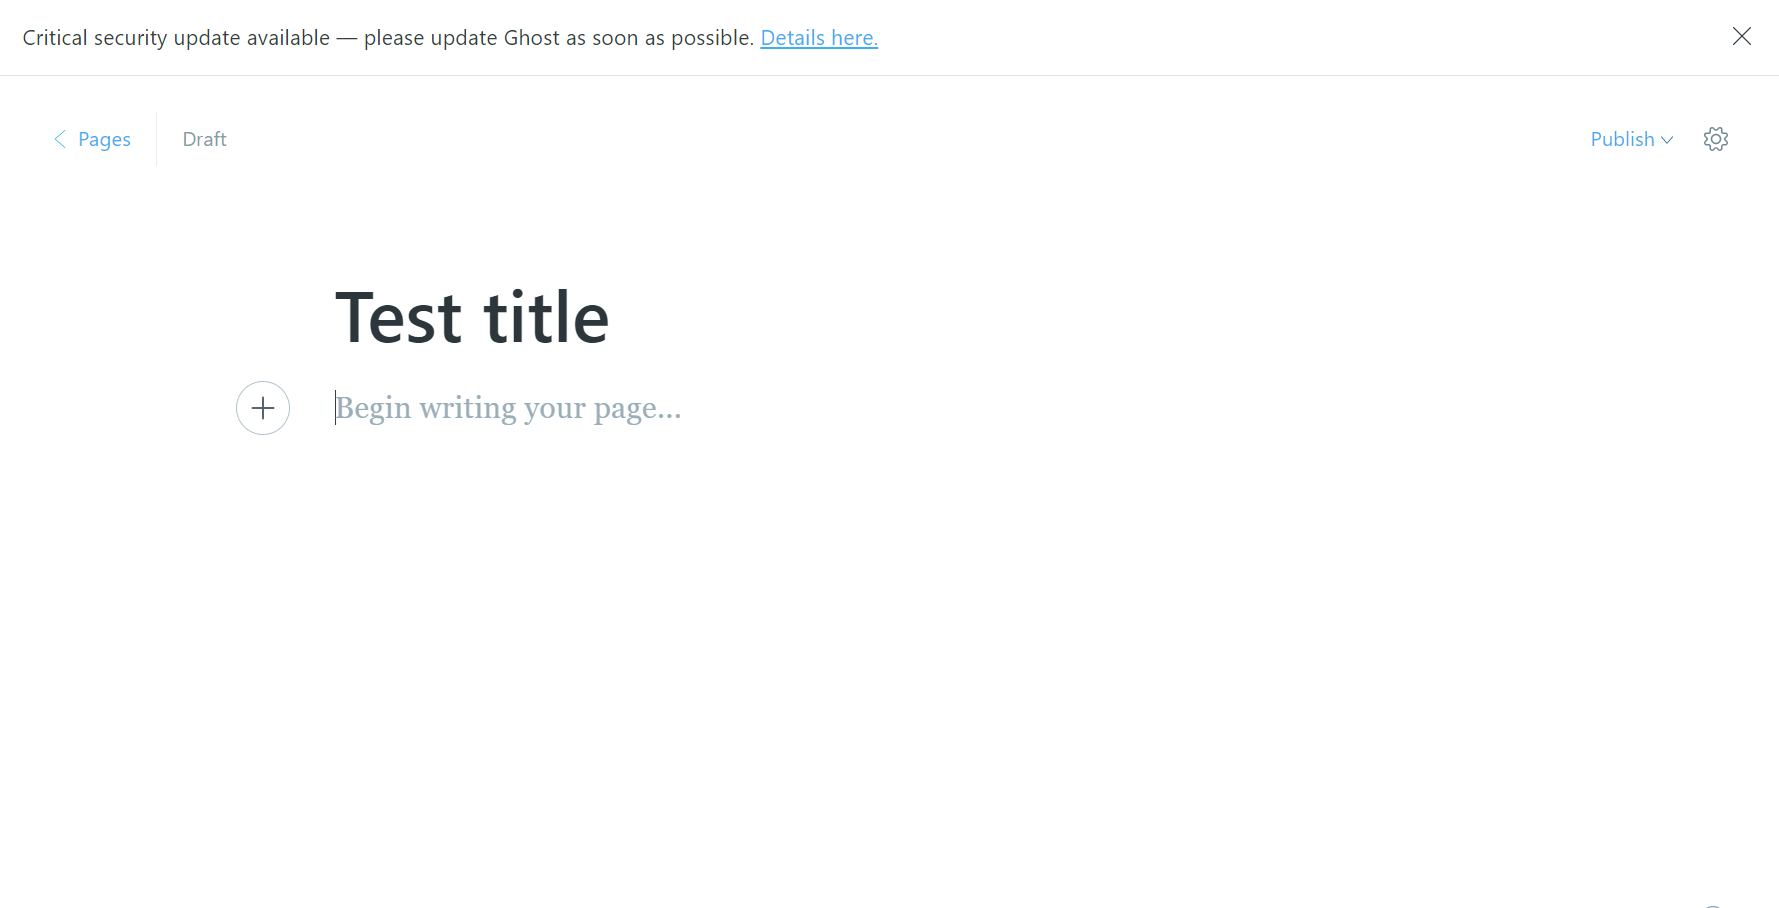 Critical security update available — please update Ghost as soon as possible. Details here.
Pages
Draft
Publish
Test title
Begin writing your page...